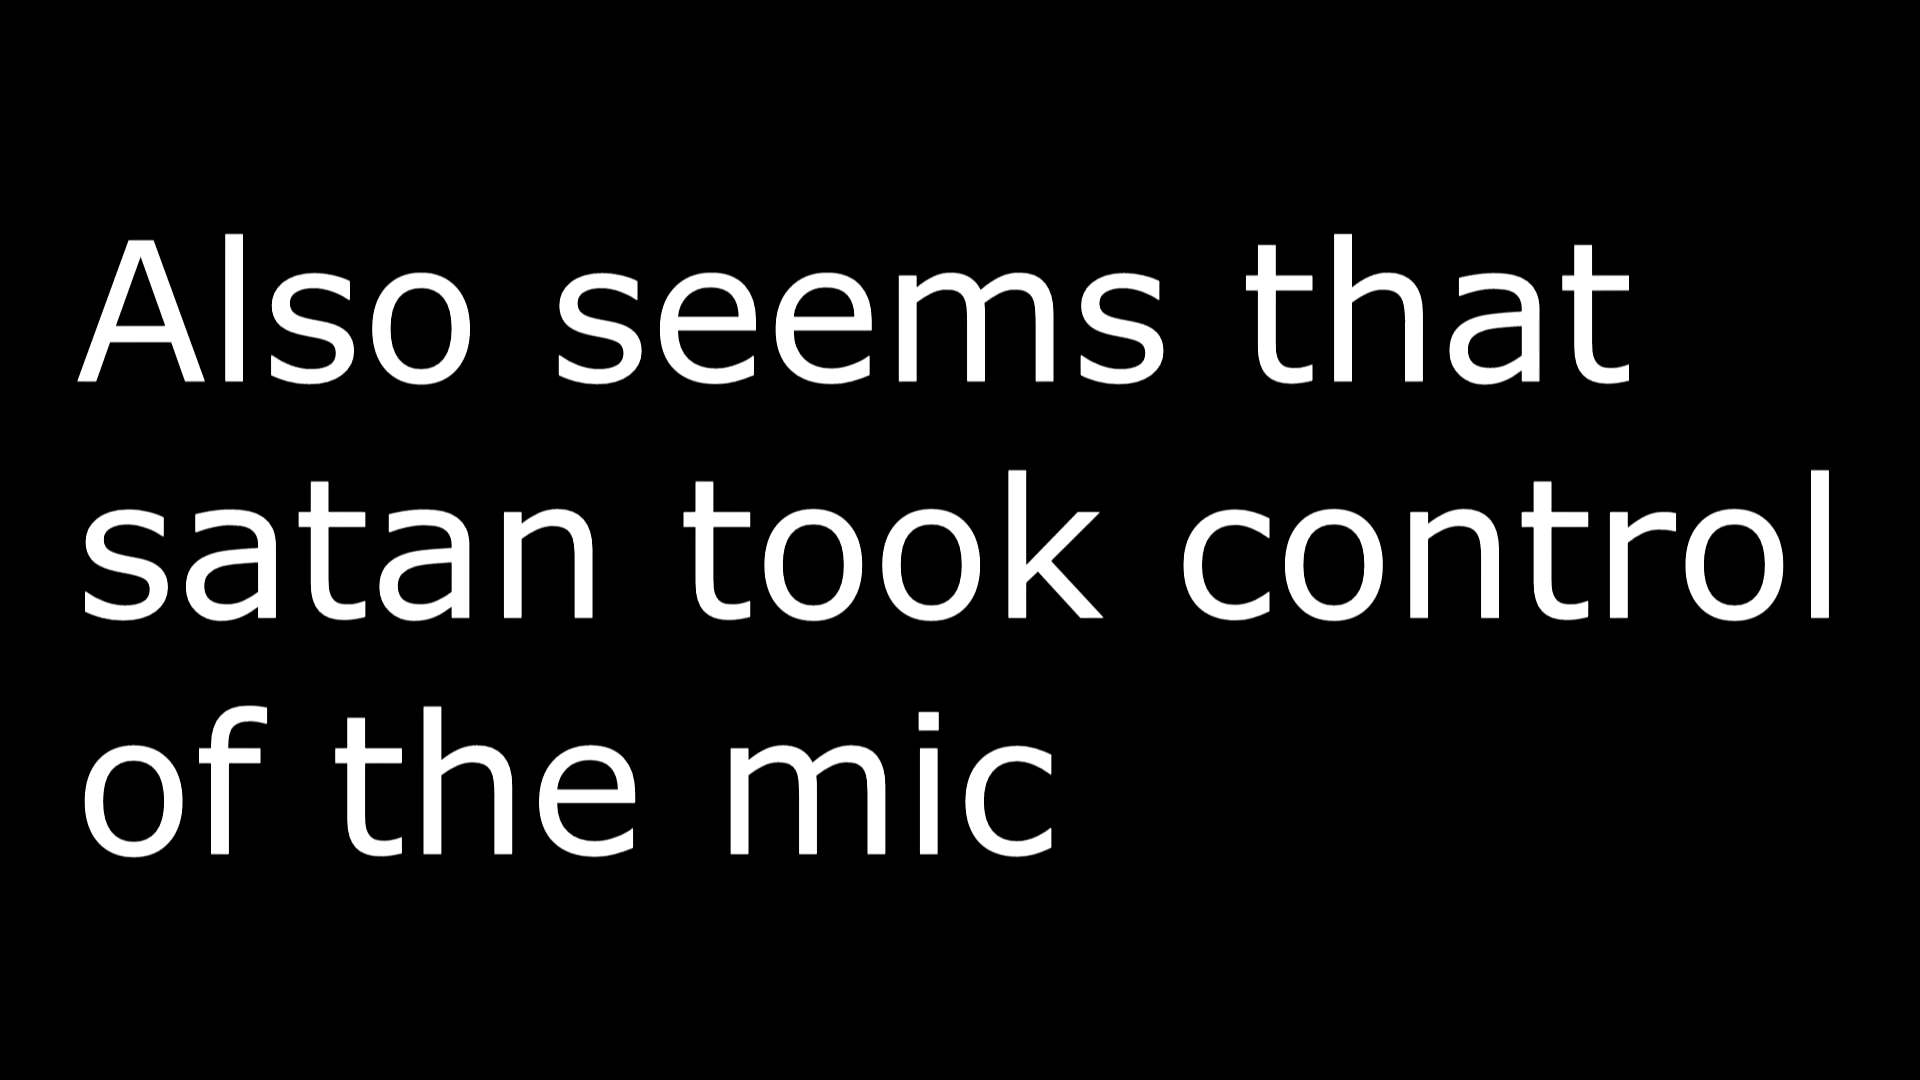 Also seems that
satan took control
of the mic